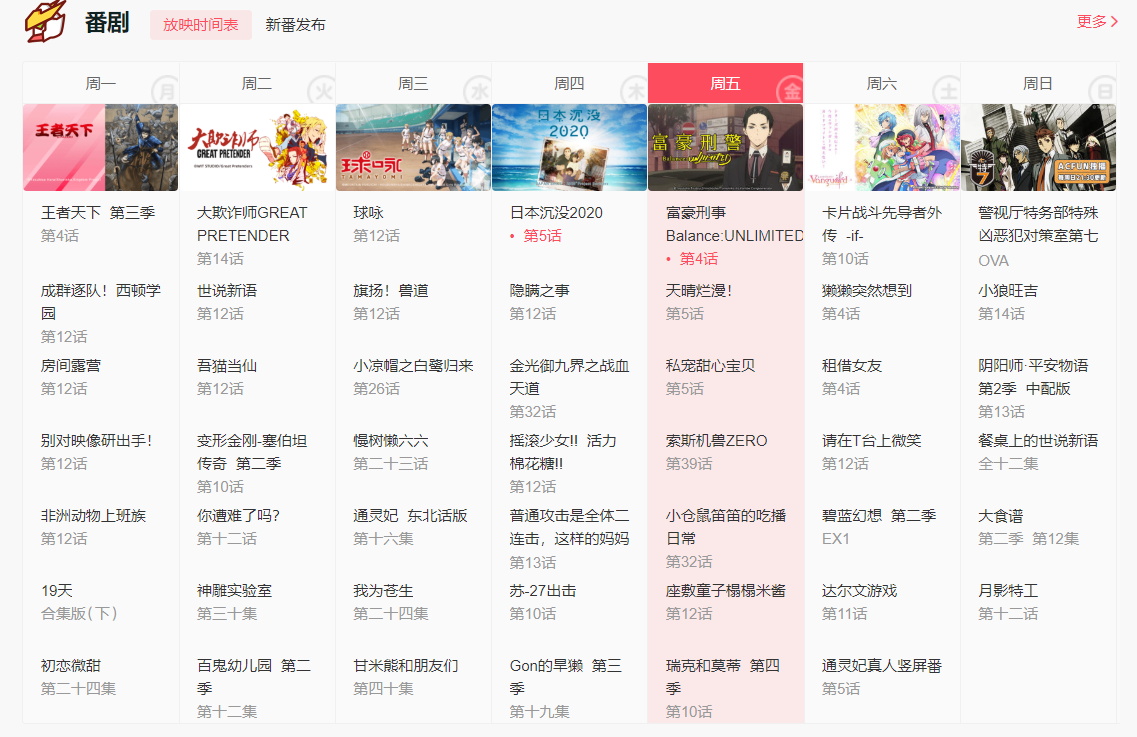 番剧
放映时间表
新番发布
更多
周一
月
王者天下
王者天下 第三季
第4话
成群逐队！西顿学
园
第12话
房间露营
第12话
别对映像研出手！
第12话
非洲动物上班族
第12话
19天
合集版(下)
初恋微甜
第二十四集
周二
火
大欺诈师
GREAT PRETENDER
大欺诈师GREAT
PRETENDER
第14话
世说新语
第12话
吾猫当仙
第12话
变形金刚-塞伯坦
传奇 第二季
第10话
你遭难了吗?
第十二话
神雕实验室
第三十集
百鬼幼儿园 第二
季
第十二集
周三
水
球咏
TAMAYOMI
球咏
第12话
旗扬！兽道
第12话
小凉帽之白鹭归来
第26话
慢树懒六六
第二十三话
通灵妃 东北话版
第十六集
我为苍生
第二十四集
甘米熊和朋友们
第四十集
周四
木
日本沉没
2020
日本沉没2020
• 第5话
隐瞒之事
第12话
金光御九界之战血
天道
第32话
摇滚少女!! 活力
棉花糖!!
第12话
普通攻击是全体二
连击，这样的妈妈
第13话
苏-27出击
第10话
Gon的旱獭 第三
季
第十九集
周五
金
富豪刑警
Balance:UNLIMITED
富豪刑事
Balance:UNLIMITED
• 第4话
天晴烂漫！
第5话
私宠甜心宝贝
第5话
索斯机兽ZERO
第39话
小仓鼠笛笛的吃播
日常
第32话
座敷童子榻榻米酱
第12话
瑞克和莫蒂 第四
季
第10话
周六
土
Vanguard
卡片战斗先导者外
传 -if-
第10话
獭獭突然想到
第4话
租借女友
第4话
请在T台上微笑
第12话
碧蓝幻想 第二季
EX1
达尔文游戏
第11话
通灵妃真人竖屏番
第5话
周日
日
7
ACFUN独播
每周日21:30更新
警视厅特务部特殊
凶恶犯对策室第七
OVA
小狼旺吉
第14话
阴阳师·平安物语
第2季 中配版
第13话
餐桌上的世说新语
全十二集
大食谱
第二季 第12集
月影特工
第十二话